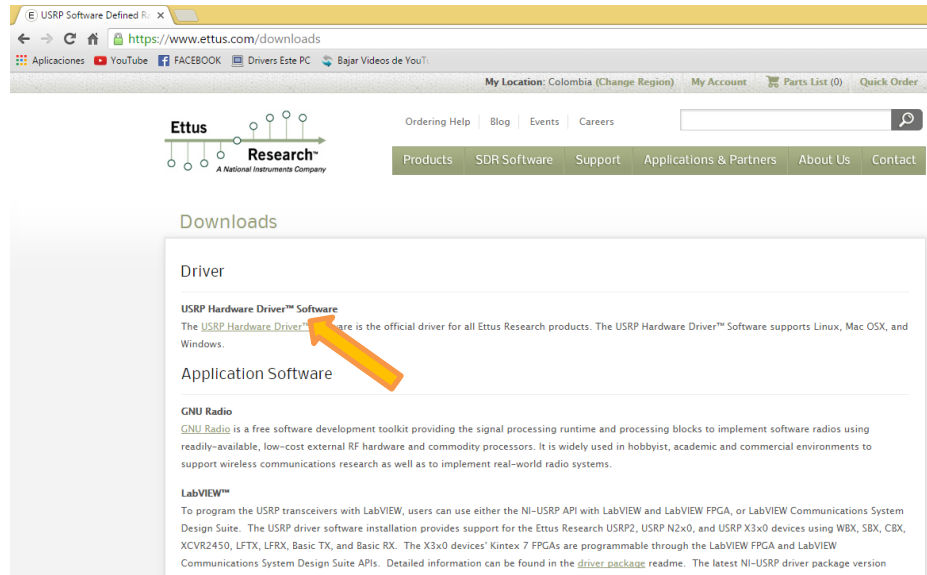 USRP Software Defined R
https://www.ettus.com/downloads
Aplicaciones YouTube FACEBOOK Drivers Este PC Bajar Videos de YouT
My Location: Colombia (Change Region) My Account Parts List (0) Quick Order
Ettus
Research™
A National Instruments Company
Ordering Help Blog Events Careers
Products SDR Software Support Applications & Partners About Us Contact
Downloads
Driver
USRP Hardware Driver™ Software
The USRP Hardware Driver™ is the official driver for all Ettus Research products. The USRP Hardware Driver™ Software supports Linux, Mac OSX, and
Windows.
Application Software
GNU Radio
GNU Radio is a free software development toolkit providing the signal processing runtime and processing blocks to implement software radios using
readily-available, low-cost external RF hardware and commodity processors. It is widely used in hobbyist, academic and commercial environments to
support wireless communications research as well as to implement real-world radio systems.
LabVIEW™
To program the USRP transceivers with LabVIEW, users can use either the NI-USRP API with LabVIEW and LabVIEW FPGA, or LabVIEW Communications System
Design Suite. The USRP driver software installation provides support for the Ettus Research USRP2, USRP N2x0, and USRP X3x0 devices using WBX, SBX, CBX,
XCVR2450, LFTX, LFRX, Basic TX, and Basic RX. The X3x0 devices' Kintex 7 FPGAs are programmable through the LabVIEW FPGA and LabVIEW
Communications System Design Suite APIs. Detailed information can be found in the driver package readme. The latest NI-USRP driver package version